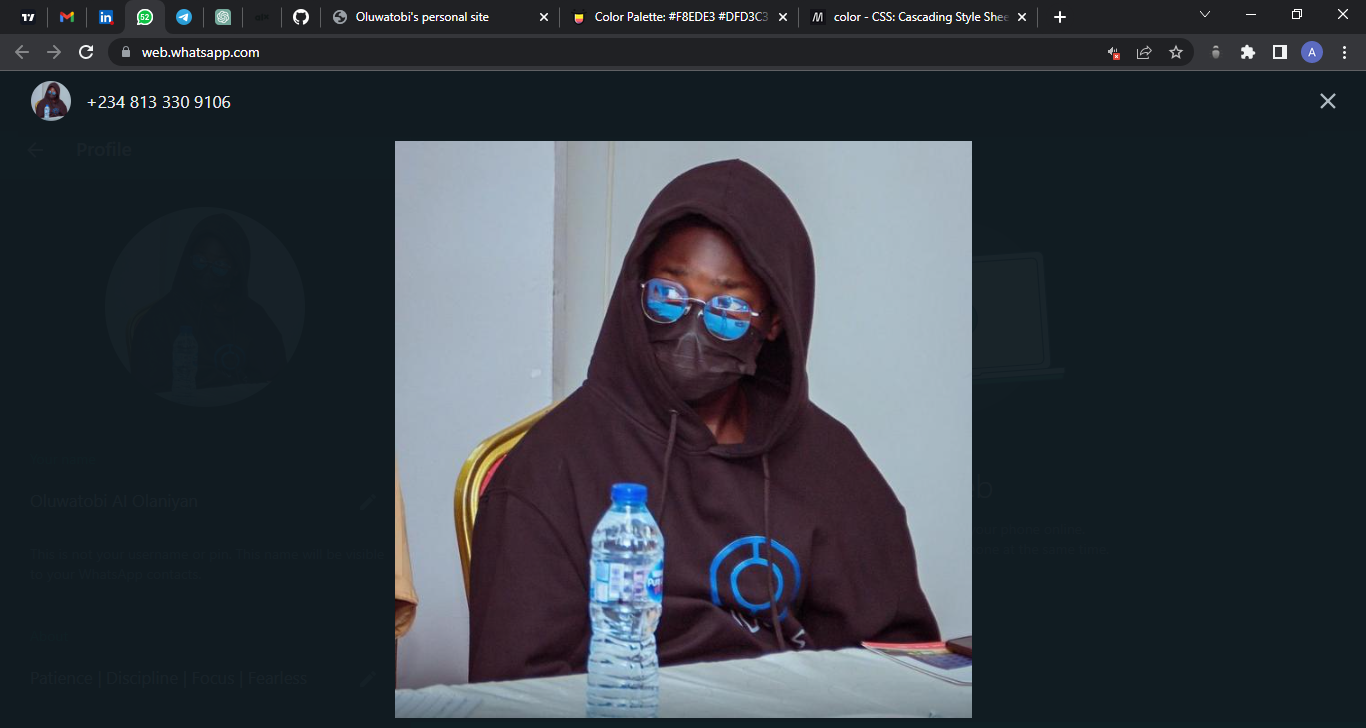 52
Oluwatobi's personal site
Color Palette: #F8EDE3 #DFD3C3
color - CSS: Cascading Style Shee
web.whatsapp.com
A
+234 813 330 9106
Profile
Oluwatobi Al Olaniyan
This is not your username or pin. This name will be visible
to your WhatsApp contacts.
Patience | Discipline | Focus | Fearless